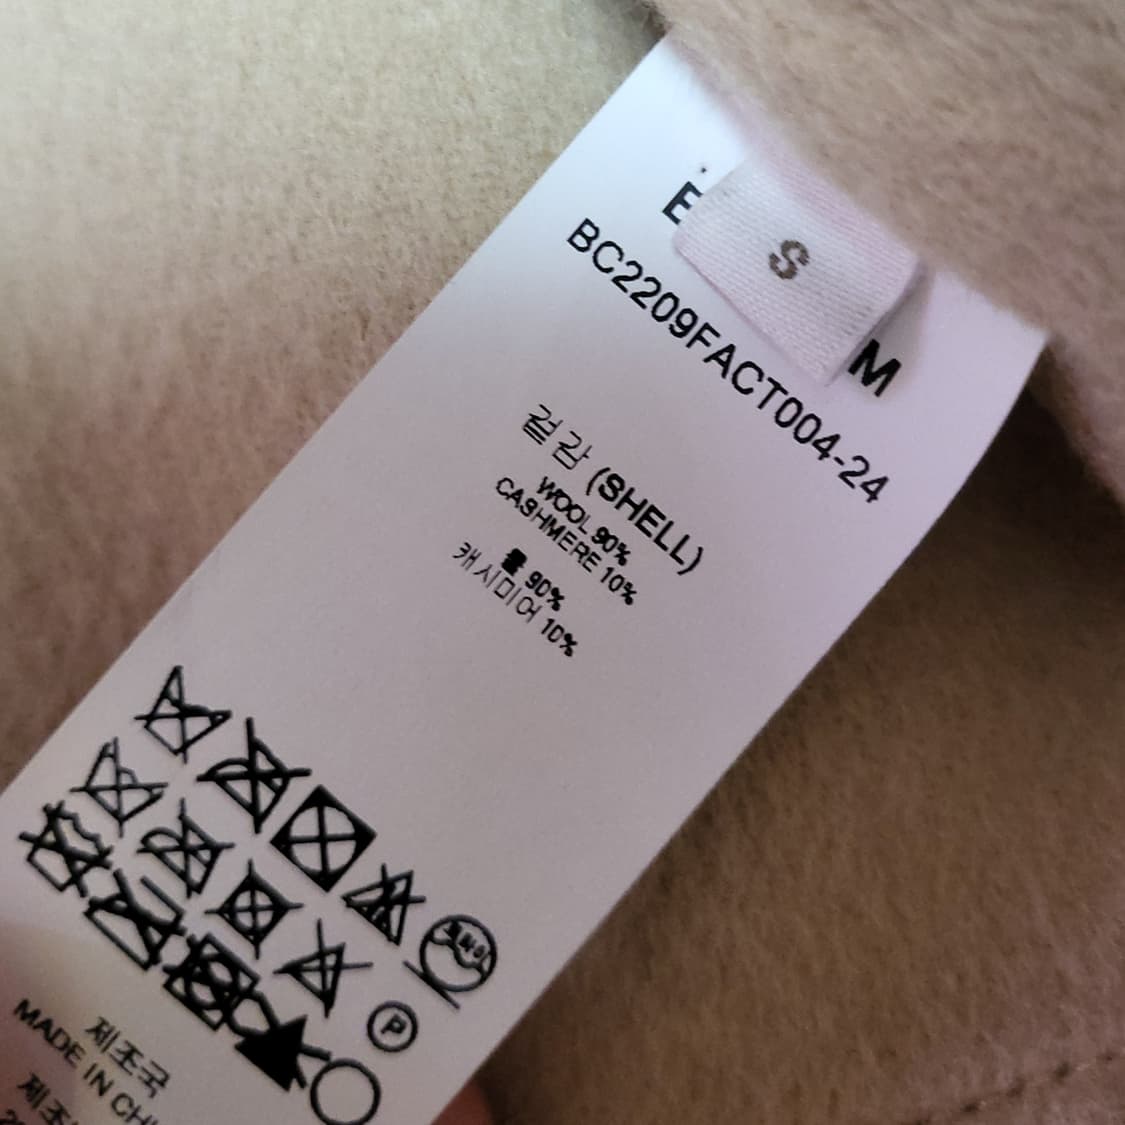 S
M
BC2209FACT004-24
겉감 (SHELL)
WOOL 90%
CASHMERE 10%
울 90%
캐시미어 10%
P
제조국
MADE IN